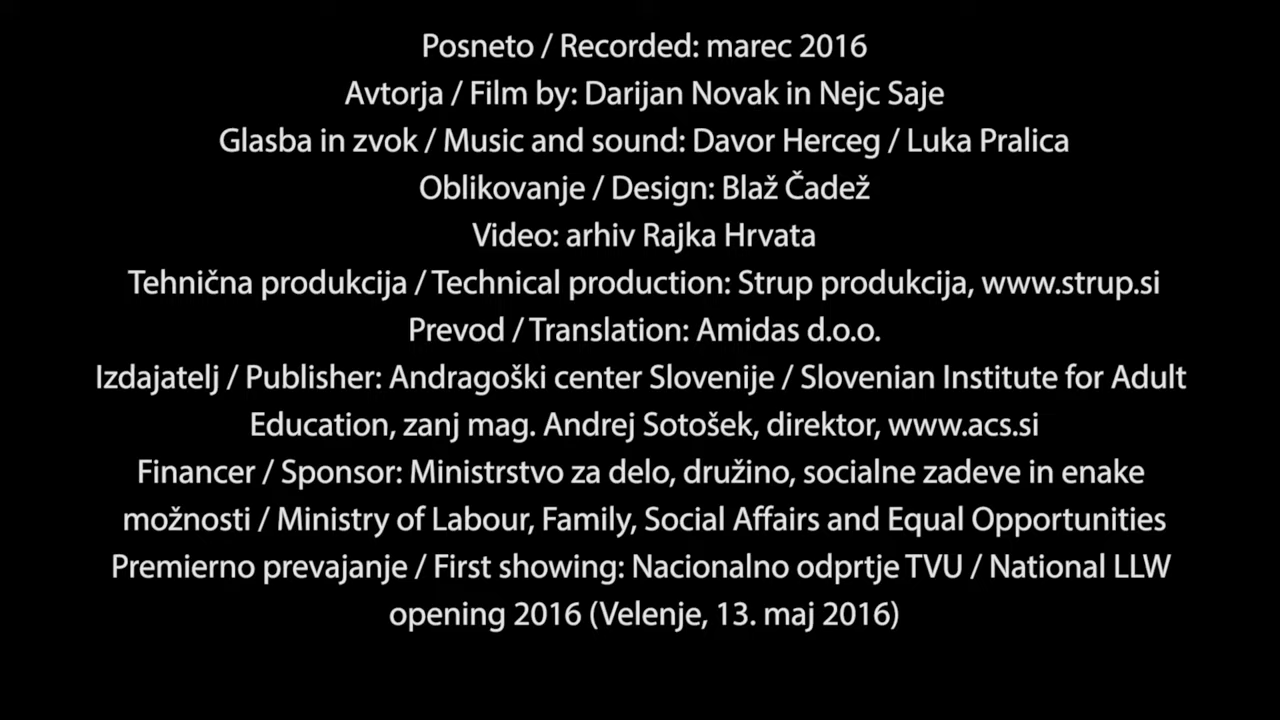 Posneto / Recorded: marec 2016
Avtorja / Film by: Darijan Novak in Nejc Saje
Glasba in zvok / Music and sound: Davor Herceg / Luka Pralica
Oblikovanje / Design: Blaž Čadež
Video: arhiv Rajka Hrvata
Tehnična produkcija / Technical production: Strup produkcija, www.strup.si
Prevod / Translation: Amidas d.o.o.
Izdajatelj / Publisher: Andragoški center Slovenije / Slovenian Institute for Adult
Education, zanj mag. Andrej Sotošek, direktor, www.acs.si
Financer / Sponsor: Ministrstvo za delo, družino, socialne zadeve in enake
možnosti / Ministry of Labour, Family, Social Affairs and Equal Opportunities
Premierno prevajanje / First showing: Nacionalno odprtje TVU / National LLW
opening 2016 (Velenje, 13. maj 2016)